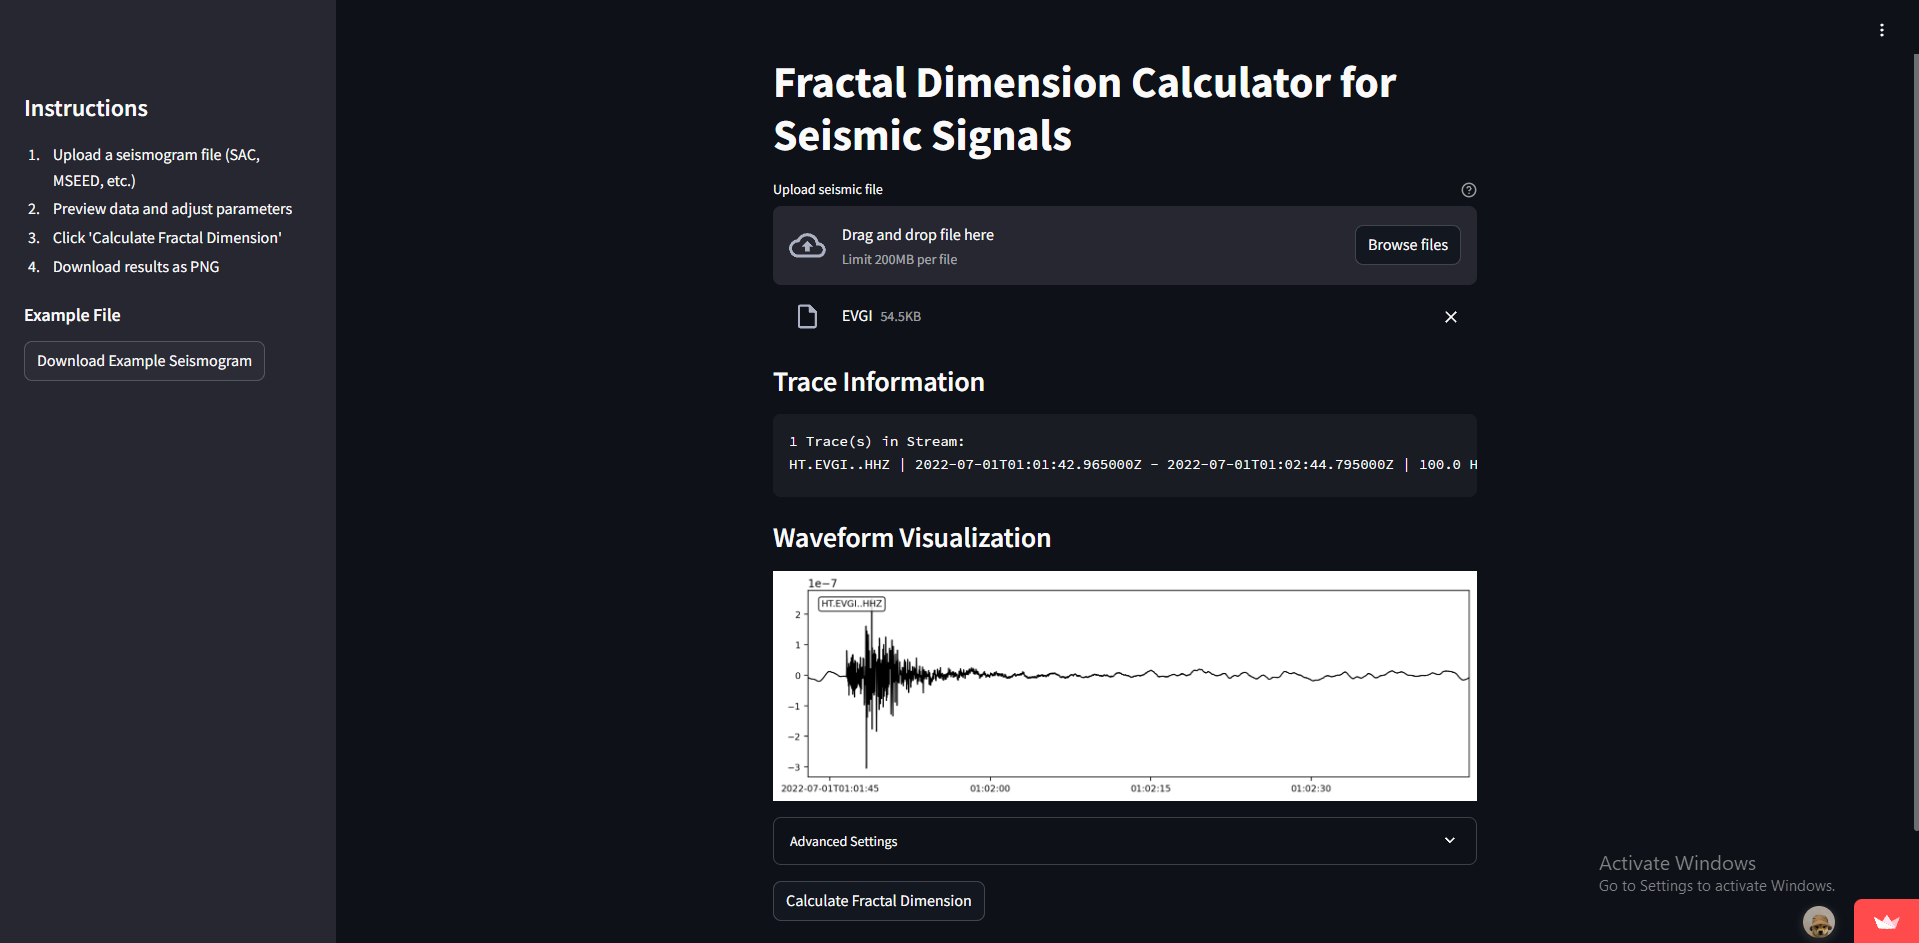 Instructions
1. Upload a seismogram file (SAC,
MSEED, etc.)
2. Preview data and adjust parameters
3. Click 'Calculate Fractal Dimension'
4. Download results as PNG
Example File
Download Example Seismogram
Fractal Dimension Calculator for
Seismic Signals
Upload seismic file
Drag and drop file here
Limit 200MB per file
Browse files
EVGI 54.5KB
Trace Information
1 Trace(s) in Stream:
HT.EVGI..HHZ | 2022-07-01T01:01:42.965000Z - 2022-07-01T01:02:44.795000Z | 100.0 H
Waveform Visualization
1e−7
HT.EVGI..HHZ
2
1
0
−1
−2
−3
2022-07-01T01:01:45 01:02:00 01:02:15 01:02:30
Advanced Settings
Calculate Fractal Dimension
Activate Windows
Go to Settings to activate Windows.